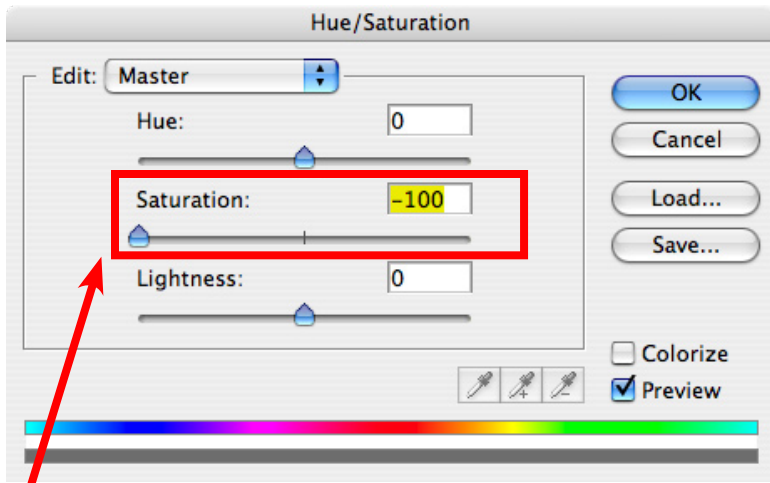 Hue/Saturation
Edit: Master
OK
Hue: 0
Cancel
Saturation: -100
Load...
Save...
Lightness: 0
Colorize
Preview